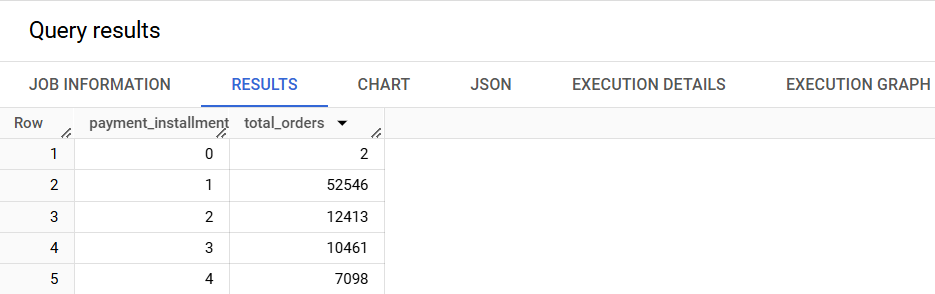 Query results
JOB INFORMATION RESULTS CHART JSON EXECUTION DETAILS EXECUTION GRAPH
Row payment_installment total_orders
1 0 2
2 1 52546
3 2 12413
4 3 10461
5 4 7098